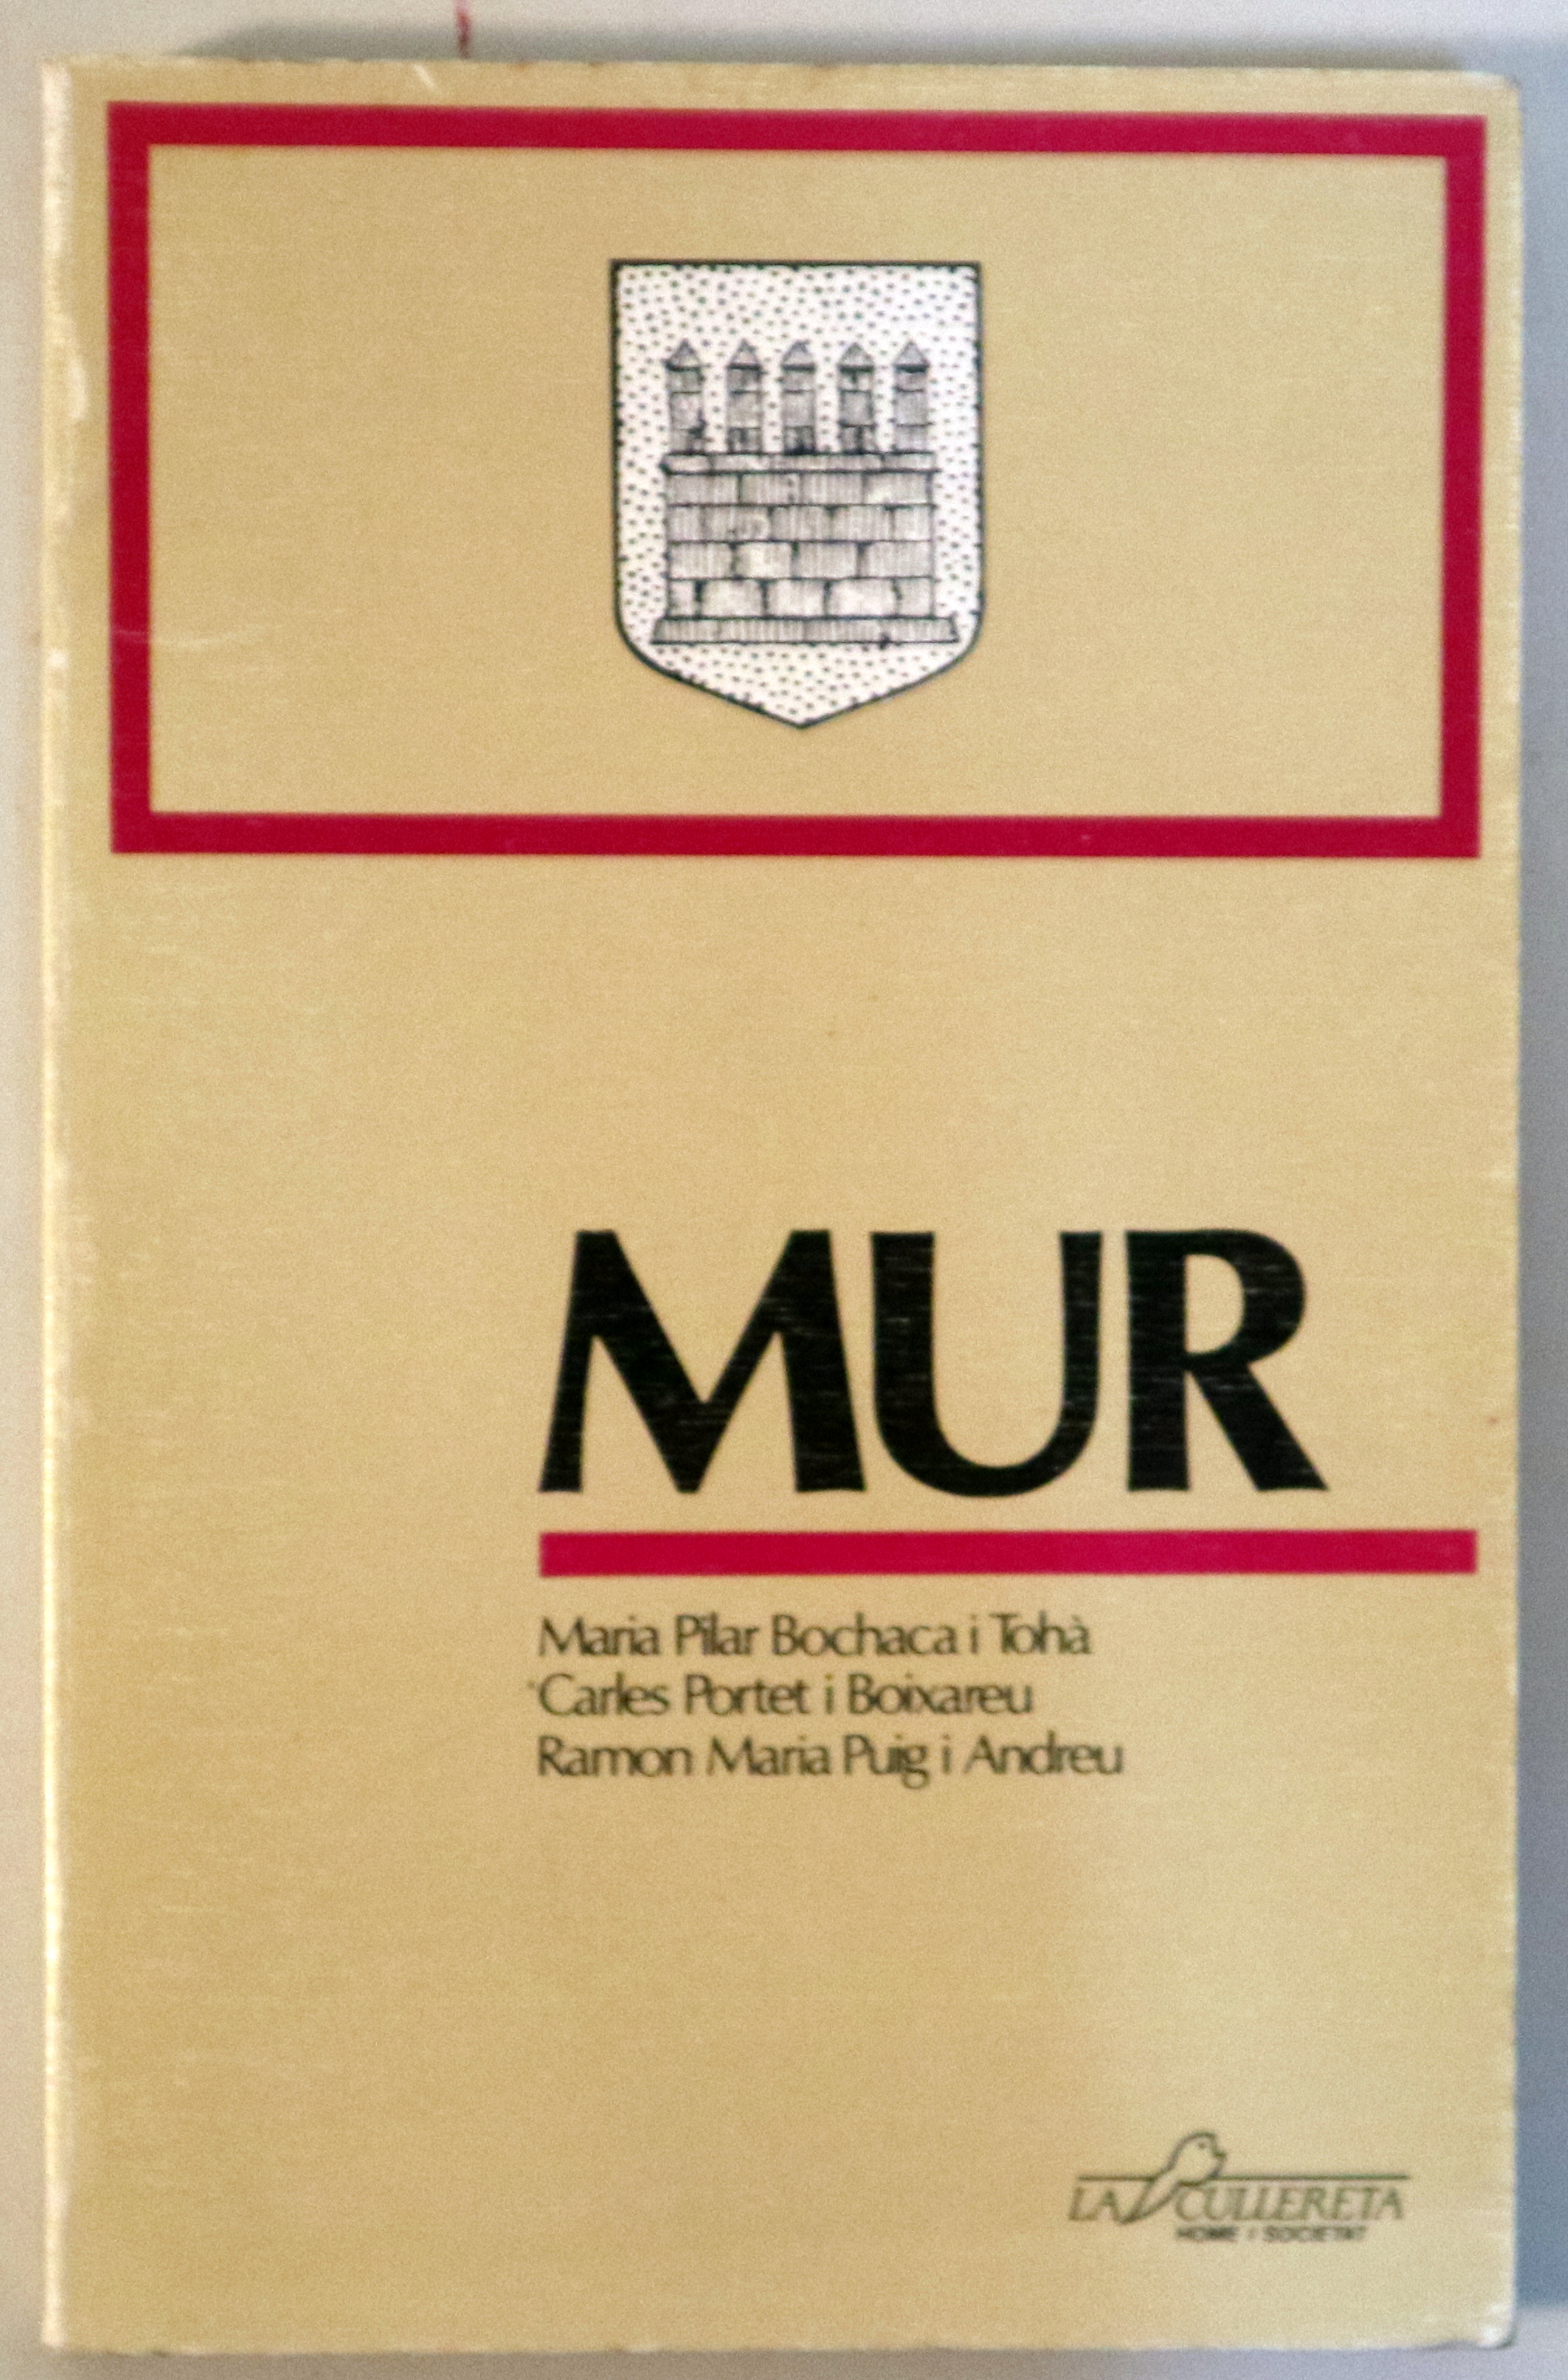 MUR
Maria Pilar Bochaca i Tohà
Carles Portet i Boixareu
Ramon Maria Puig i Andreu
LA CULLERETA
HOME I SOCIETAT